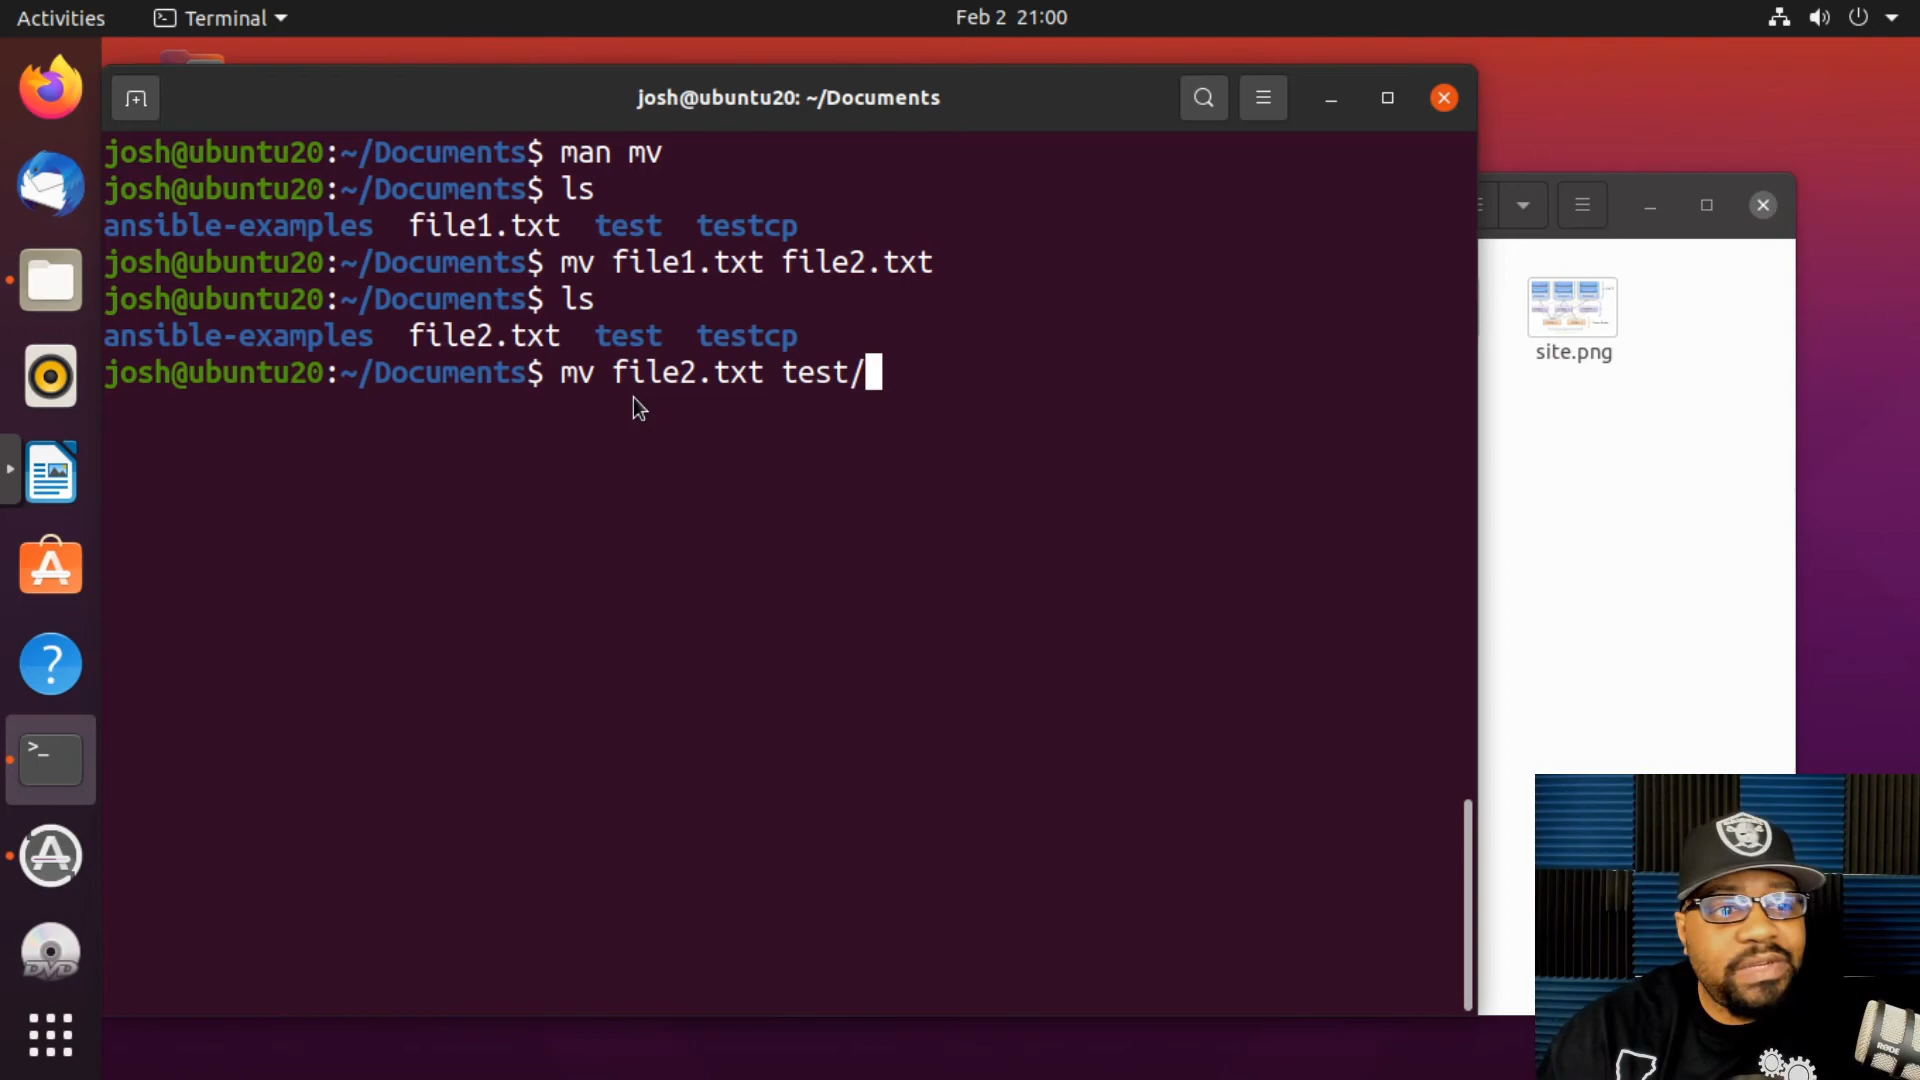 Activities
Terminal
Feb 2 21:00
josh@ubuntu20: ~/Documents
josh@ubuntu20:~/Documents$ man mv
josh@ubuntu20:~/Documents$ ls
ansible-examples file1.txt test testcp
josh@ubuntu20:~/Documents$ mv file1.txt file2.txt
josh@ubuntu20:~/Documents$ ls
ansible-examples file2.txt test testcp
josh@ubuntu20:~/Documents$ mv file2.txt test/
site.png
DVD
RØDE